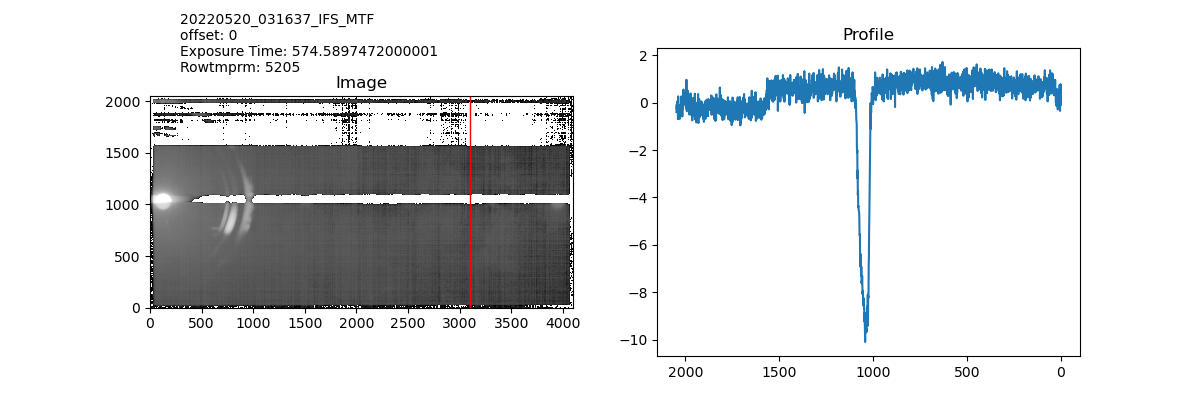 20220520_031637_IFS_MTF
offset: 0
Exposure Time: 574.5897472000001
Rowtmprm: 5205
Image
2000
1500
1000
500
0
0 500 1000 1500 2000 2500 3000 3500 4000
Profile
2
0
−2
−4
−6
−8
−10
2000 1500 1000 500 0